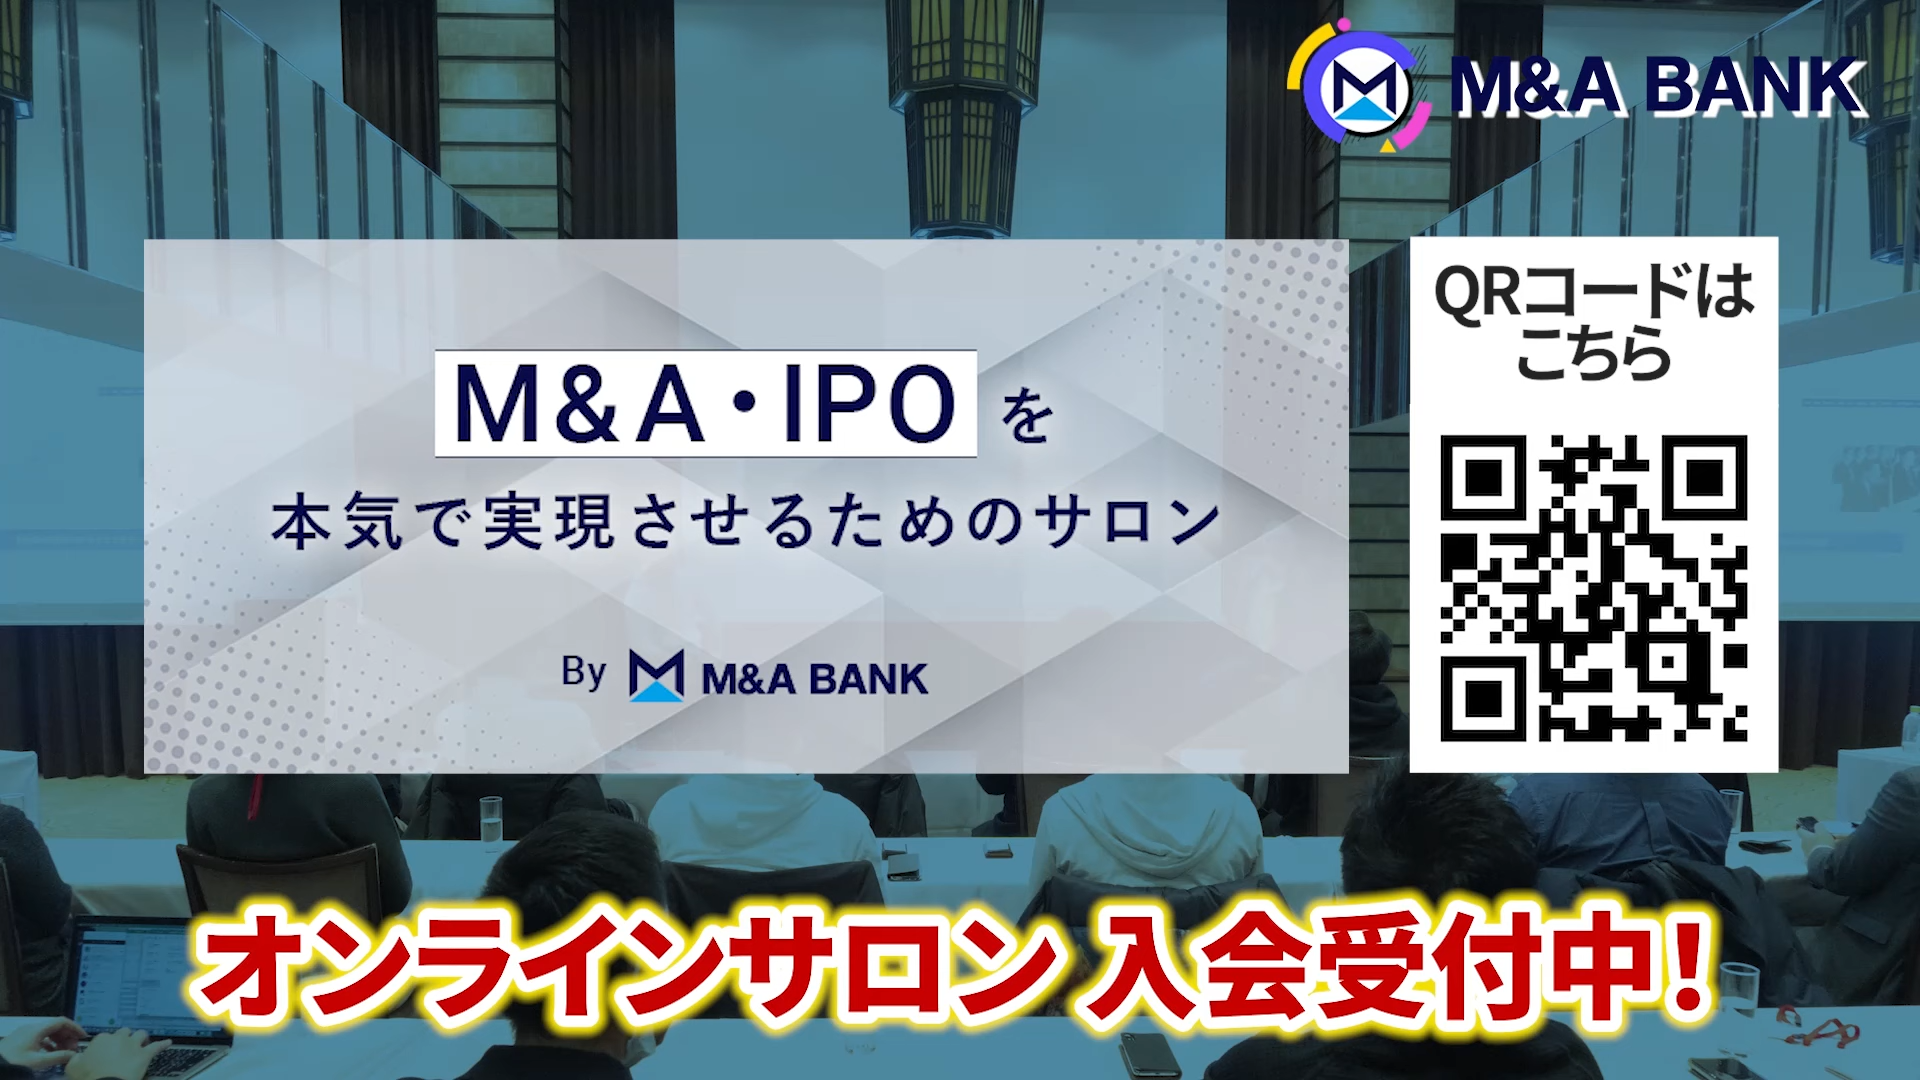 M&A BANK
M&A・IPO を
本気で実現させるためのサロン
By M&A BANK
QRコードは
こちら
オンラインサロン 入会受付中！